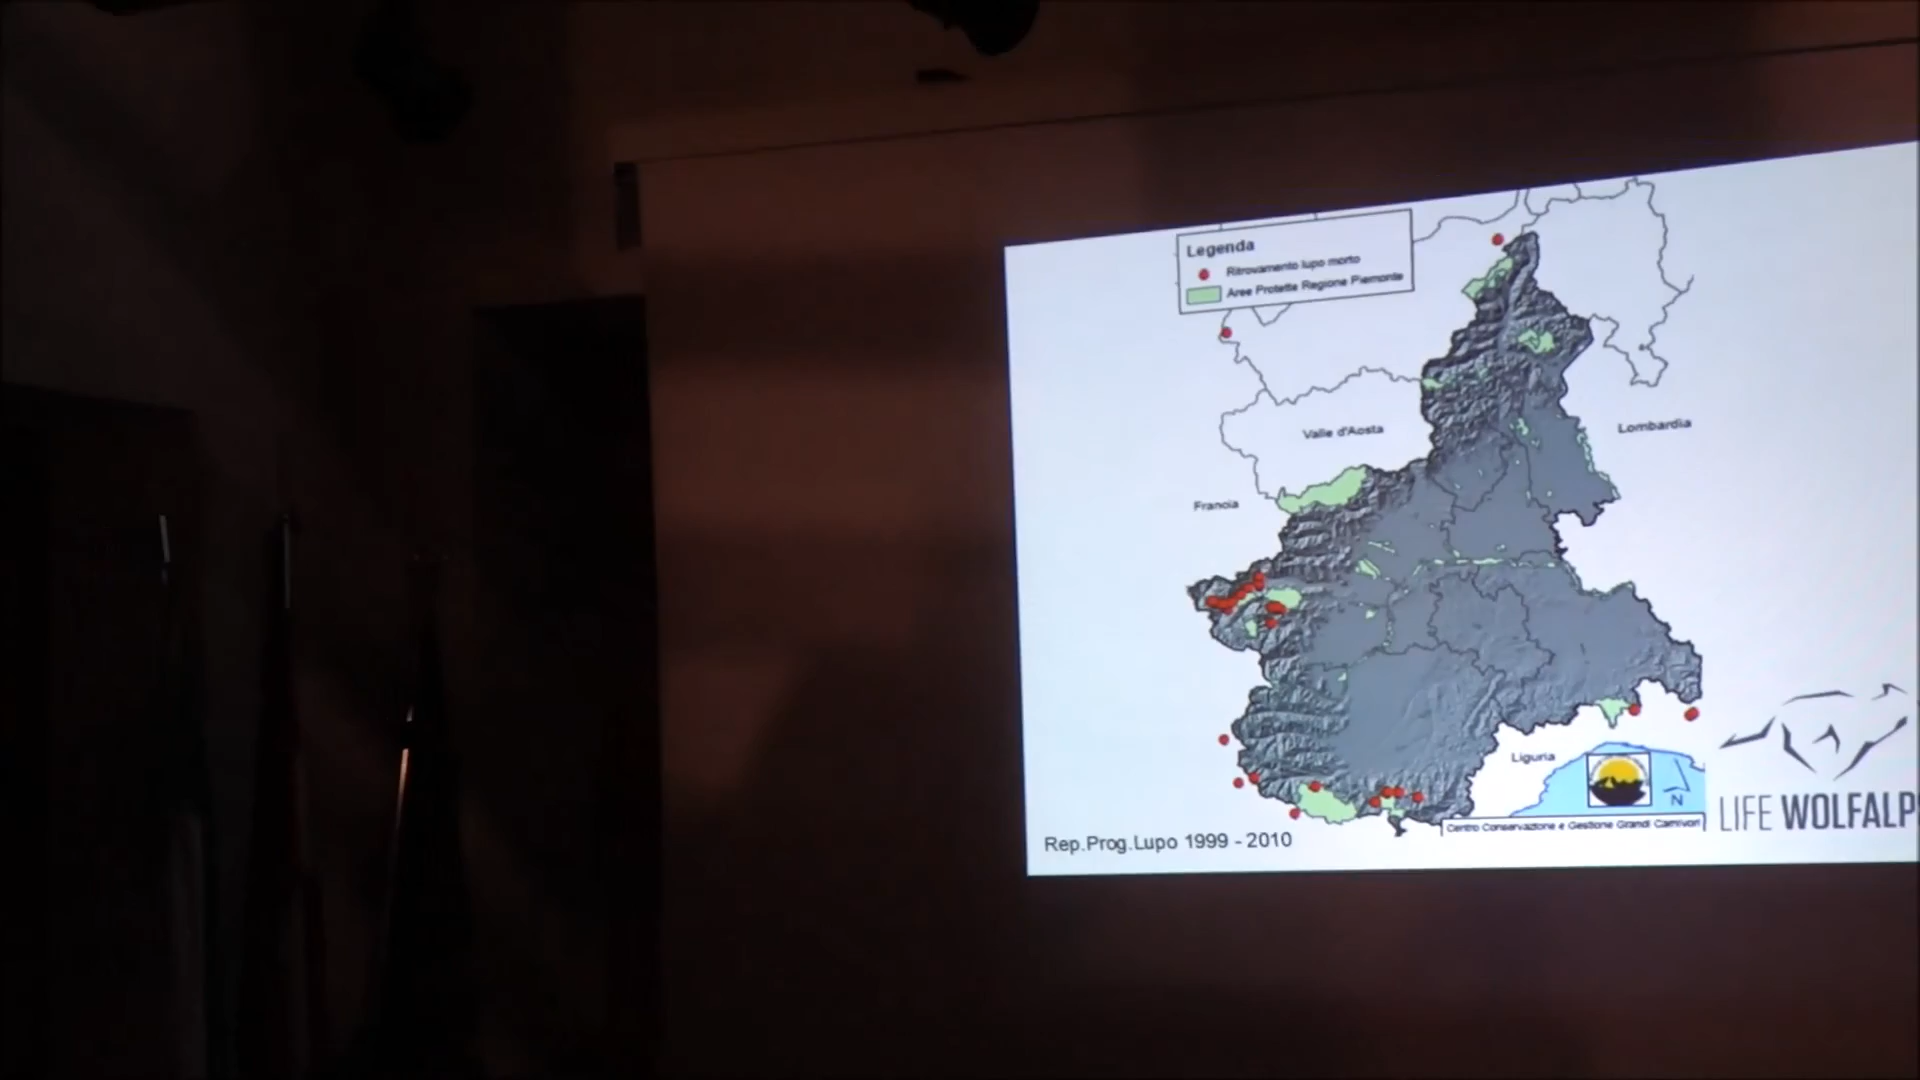 Legenda
Ritrovamento lupo morto
Aree Protette Regione Piemonte
Valle d'Aosta
Lombardia
Francia
Liguria
N
Centro Conservazione e Gestione Grandi Carnivori
LIFE WOLFALP
Rep.Prog.Lupo 1999 - 2010